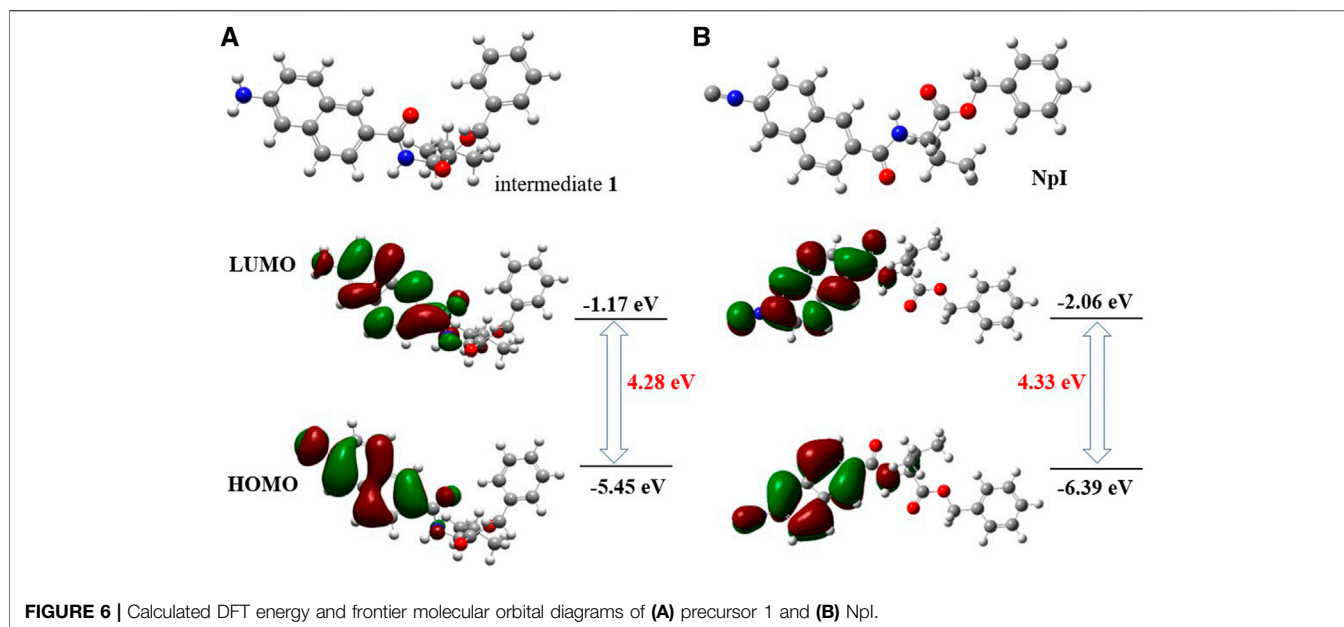 A
B
intermediate 1
NpI
LUMO
-1.17 eV
-2.06 eV
4.28 eV
4.33 eV
HOMO
-5.45 eV
-6.39 eV
FIGURE 6 | Calculated DFT energy and frontier molecular orbital diagrams of (A) precursor 1 and (B) NpI.